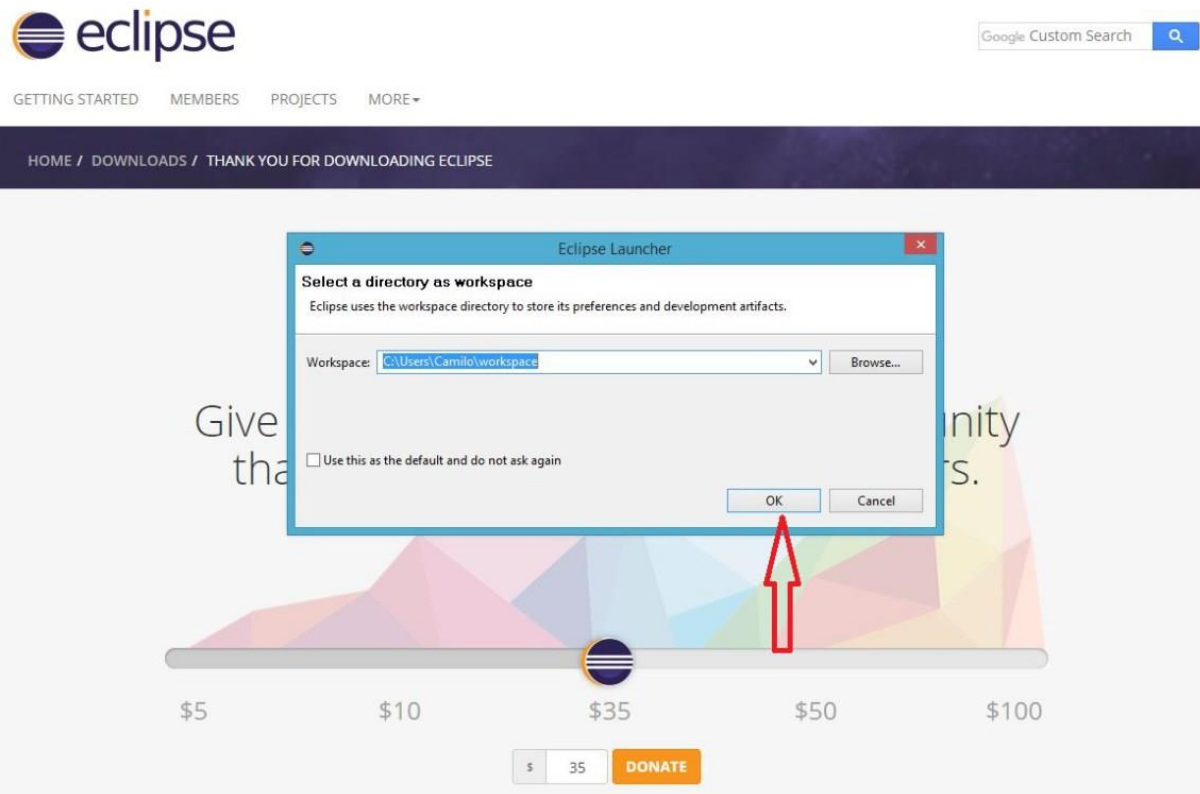 eclipse
Google Custom Search
GETTING STARTED MEMBERS PROJECTS MORE
HOME / DOWNLOADS / THANK YOU FOR DOWNLOADING ECLIPSE
Eclipse Launcher
Select a directory as workspace
Eclipse uses the workspace directory to store its preferences and development artifacts.
Workspace: C:\Users\Camilo\workspace Browse...
Give
Use this as the default and do not ask again
OK Cancel
$5 $10 $35 $50 $100
$ 35 DONATE